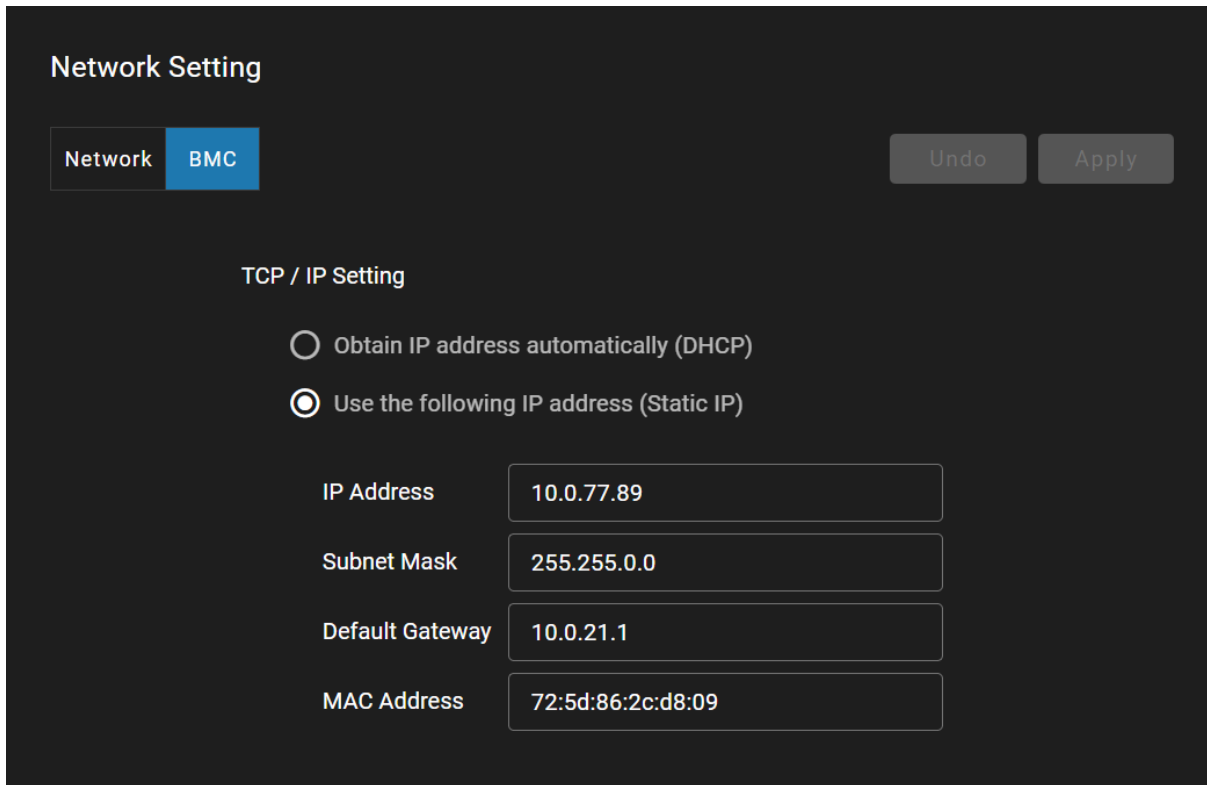 Network Setting
Network BMC Undo Apply
TCP / IP Setting
Obtain IP address automatically (DHCP)
Use the following IP address (Static IP)
IP Address 10.0.77.89
Subnet Mask 255.255.0.0
Default Gateway 10.0.21.1
MAC Address 72:5d:86:2c:d8:09